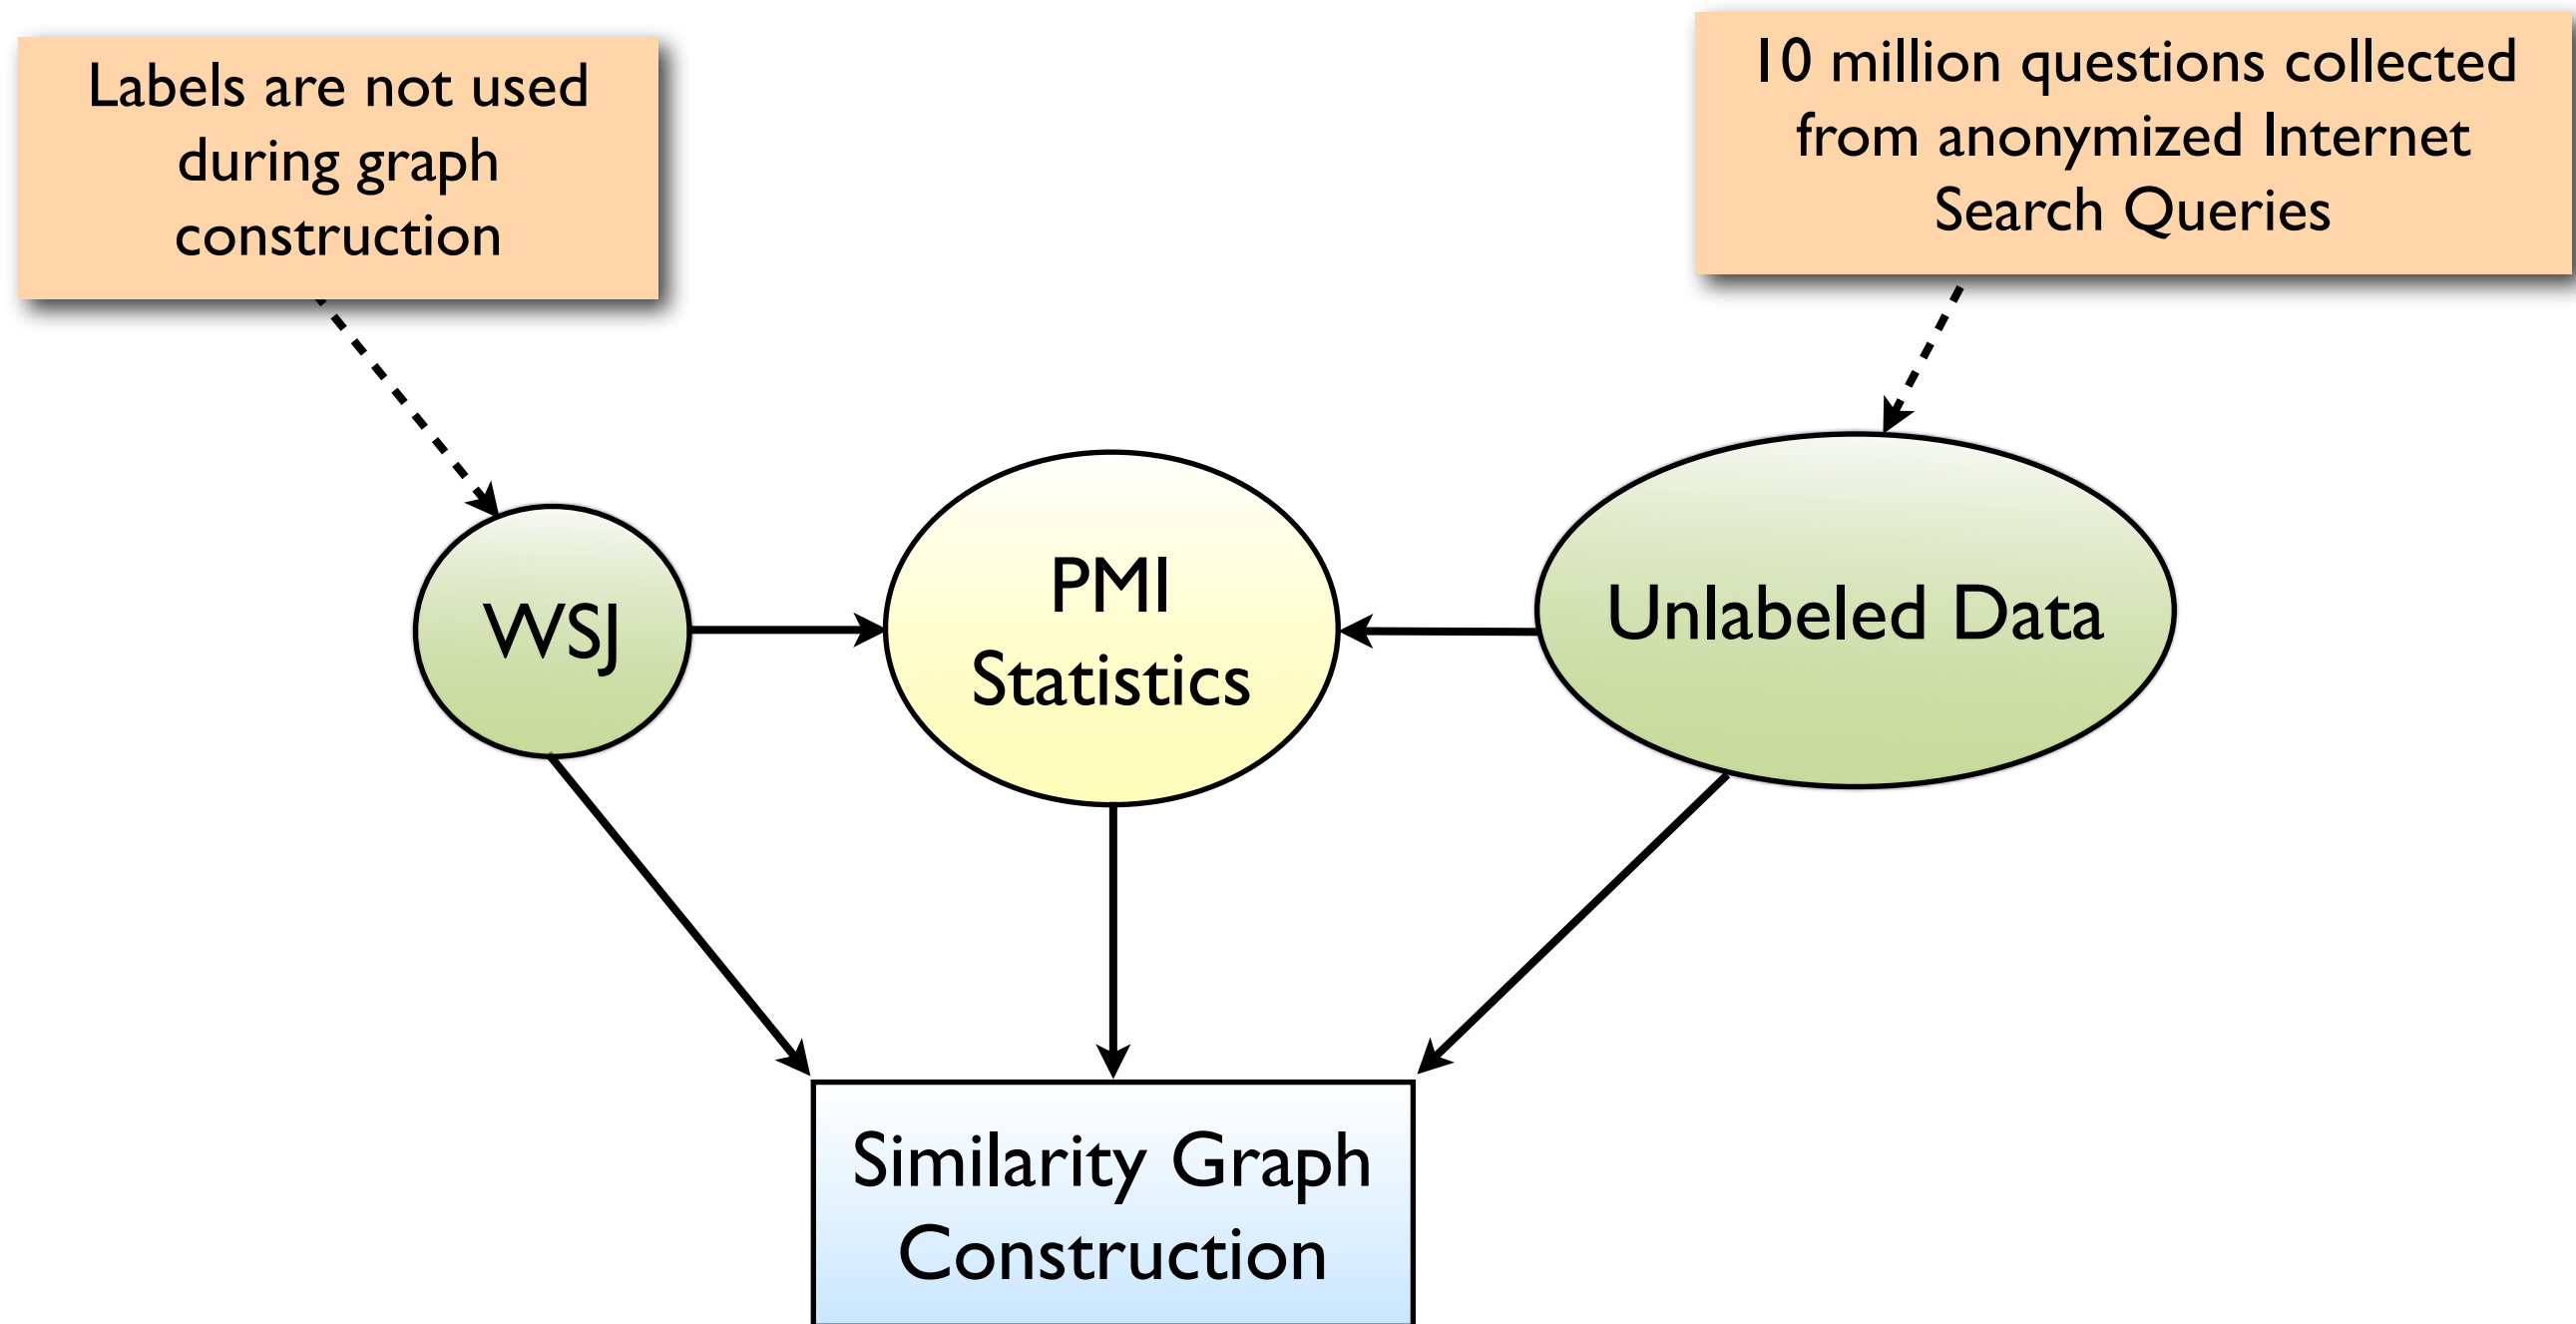 Labels are not used
during graph
construction
10 million questions collected
from anonymized Internet
Search Queries
WSJ
PMI
Statistics
Unlabeled Data
Similarity Graph
Construction